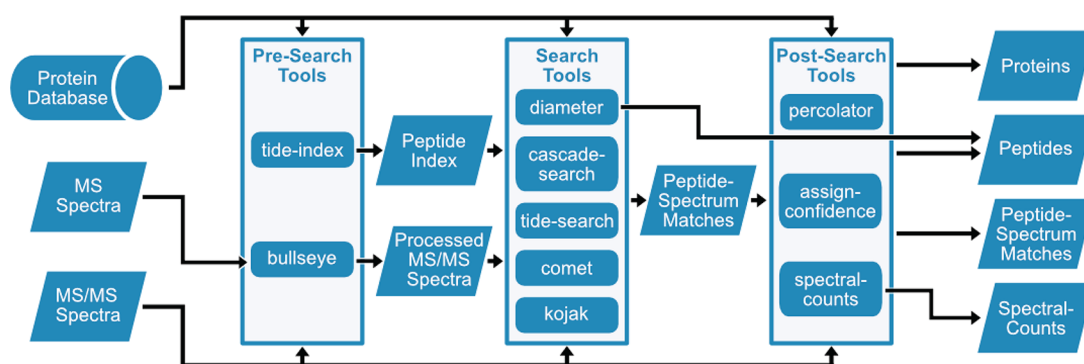 Protein
Database
MS
Spectra
MS/MS
Spectra
Pre-Search
Tools
tide-index
bullseye
Peptide
Index
Processed
MS/MS
Spectra
Search
Tools
diameter
cascade-
search
tide-search
comet
kojak
Peptide-
Spectrum
Matches
Post-Search
Tools
percolator
assign-
confidence
spectral-
counts
Proteins
Peptides
Peptide-
Spectrum
Matches
Spectral-
Counts